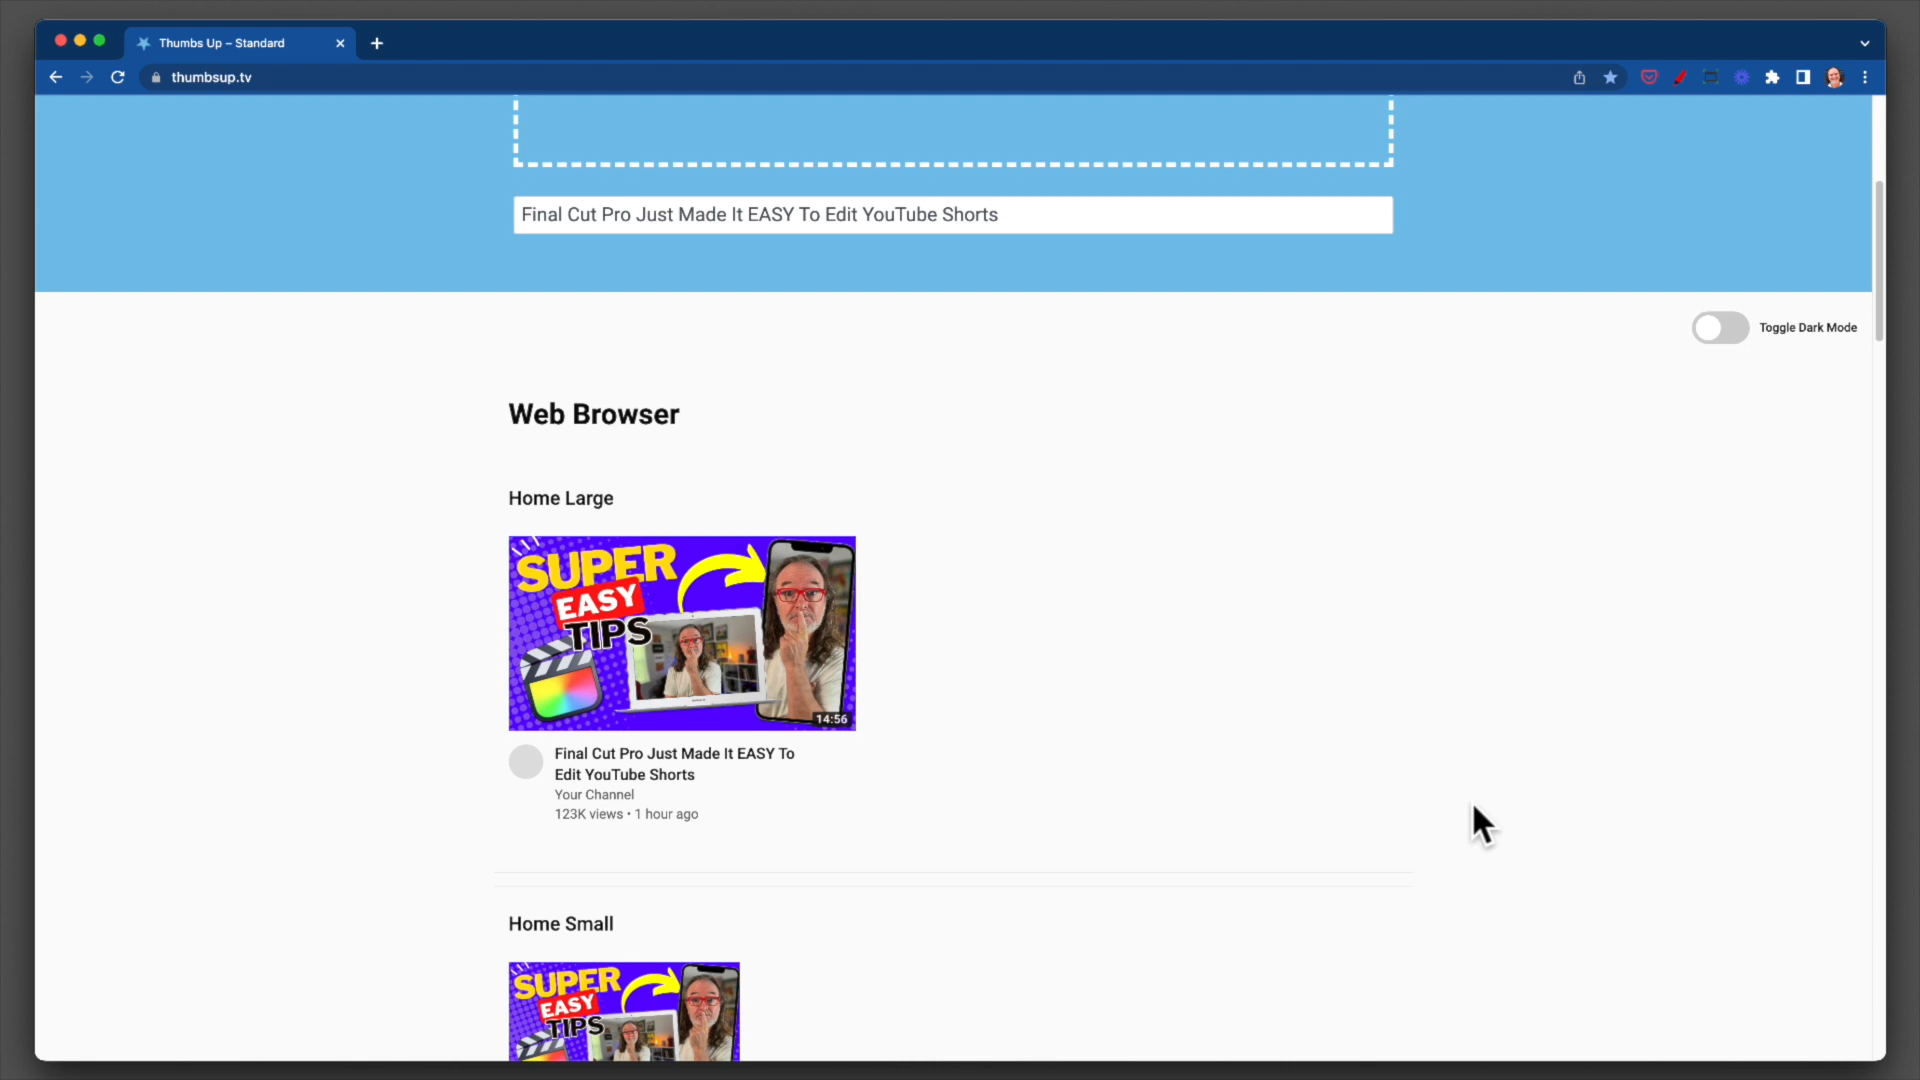 Thumbs Up – Standard
thumbsup.tv
Final Cut Pro Just Made It EASY To Edit YouTube Shorts
Toggle Dark Mode
Web Browser
Home Large
SUPER
EASY
TIPS
14:56
Final Cut Pro Just Made It EASY To
Edit YouTube Shorts
Your Channel
123K views • 1 hour ago
Home Small
SUPER
EASY
TIPS